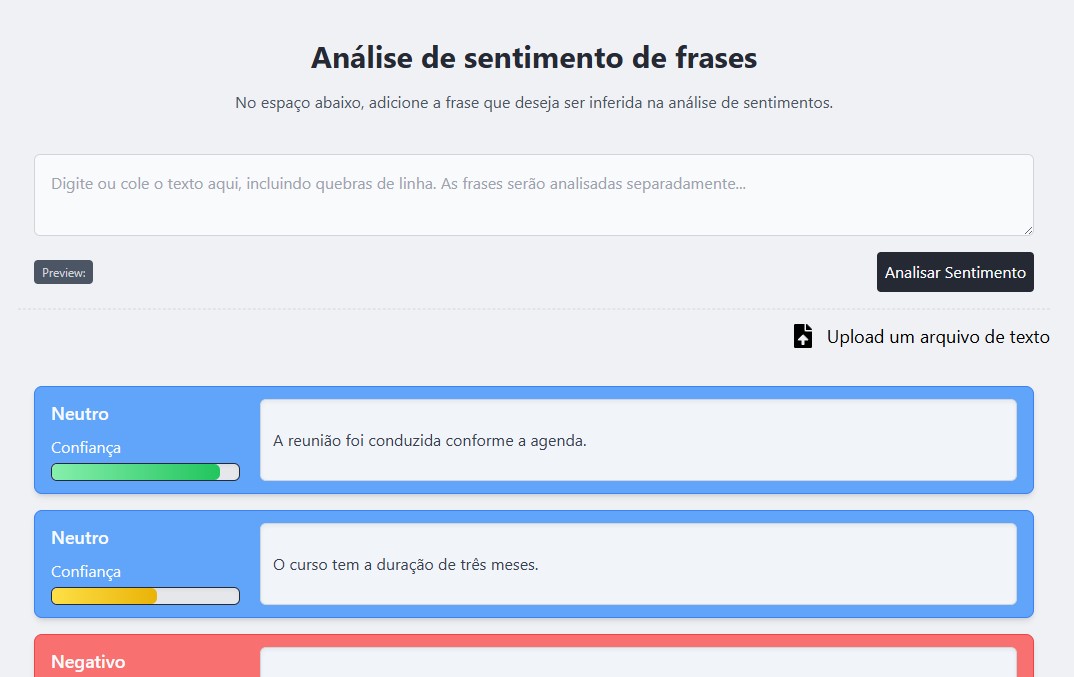 Análise de sentimento de frases
No espaço abaixo, adicione a frase que deseja ser inferida na análise de sentimentos.
Digite ou cole o texto aqui, incluindo quebras de linha. As frases serão analisadas separadamente...
Preview:
Analisar Sentimento
Upload um arquivo de texto
Neutro
Confiança
A reunião foi conduzida conforme a agenda.
Neutro
Confiança
O curso tem a duração de três meses.
Negativo